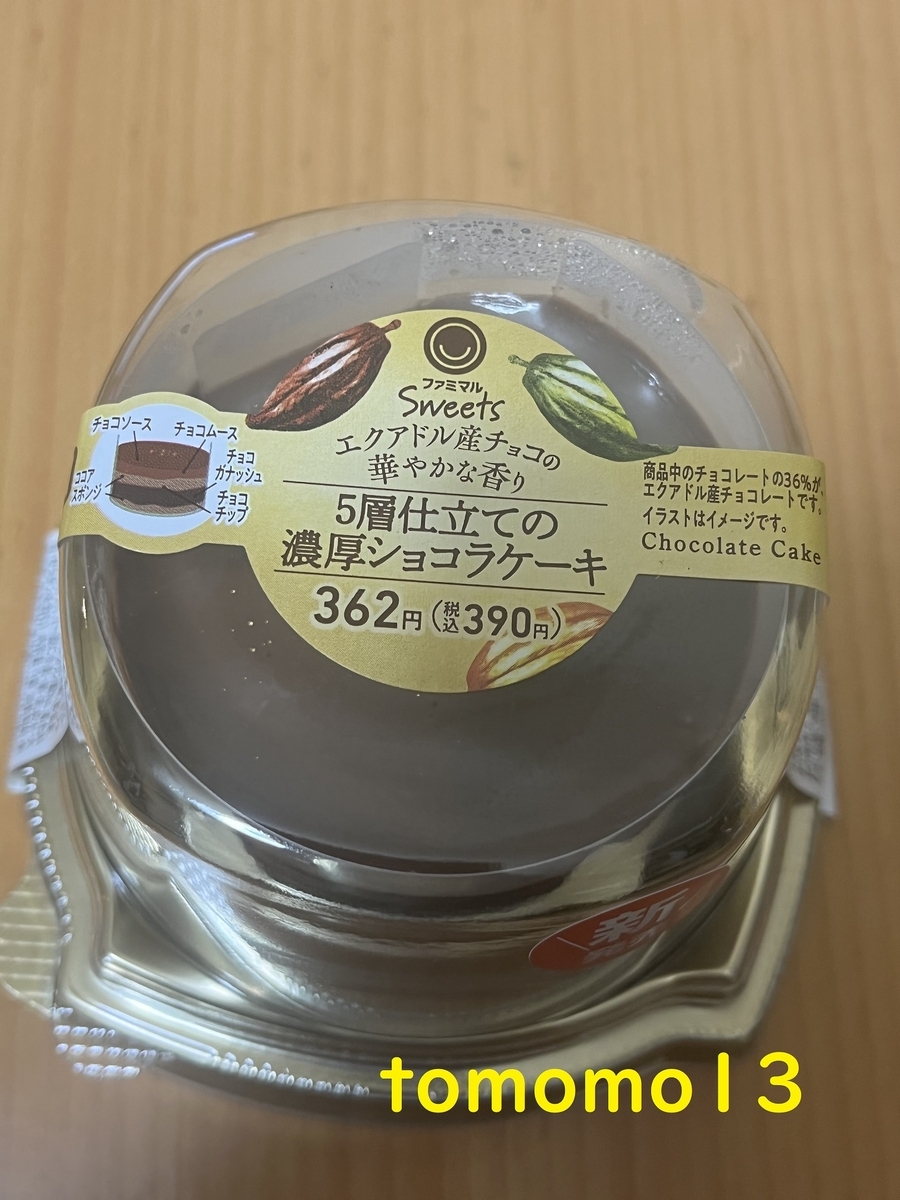 ファミマル
Sweets
エクアドル産チョコの
華やかな香り
5層仕立ての
濃厚ショコラケーキ
362円(税込390円)
チョコソース
チョコムース
チョコ
ガナッシュ
ココア
スポンジ
チョコ
チップ
商品中のチョコレートの36%が、
エクアドル産チョコレートです。
イラストはイメージです。
Chocolate Cake
新
tomomo13